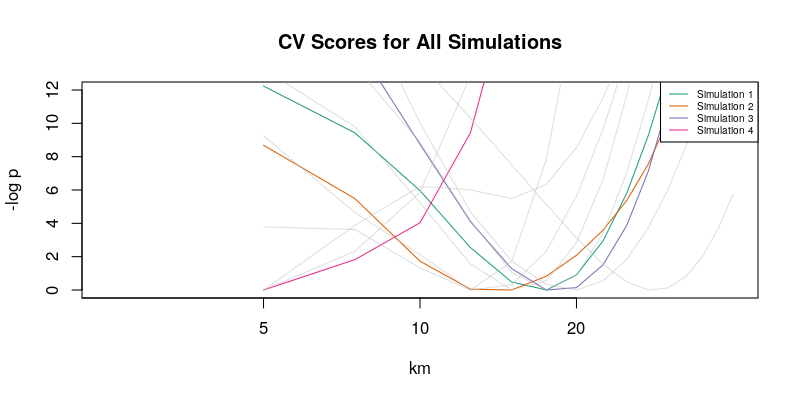 CV Scores for All Simulations
12
10
8
6
4
2
0
-log p
Simulation 1
Simulation 2
Simulation 3
Simulation 4
5 10 20
km